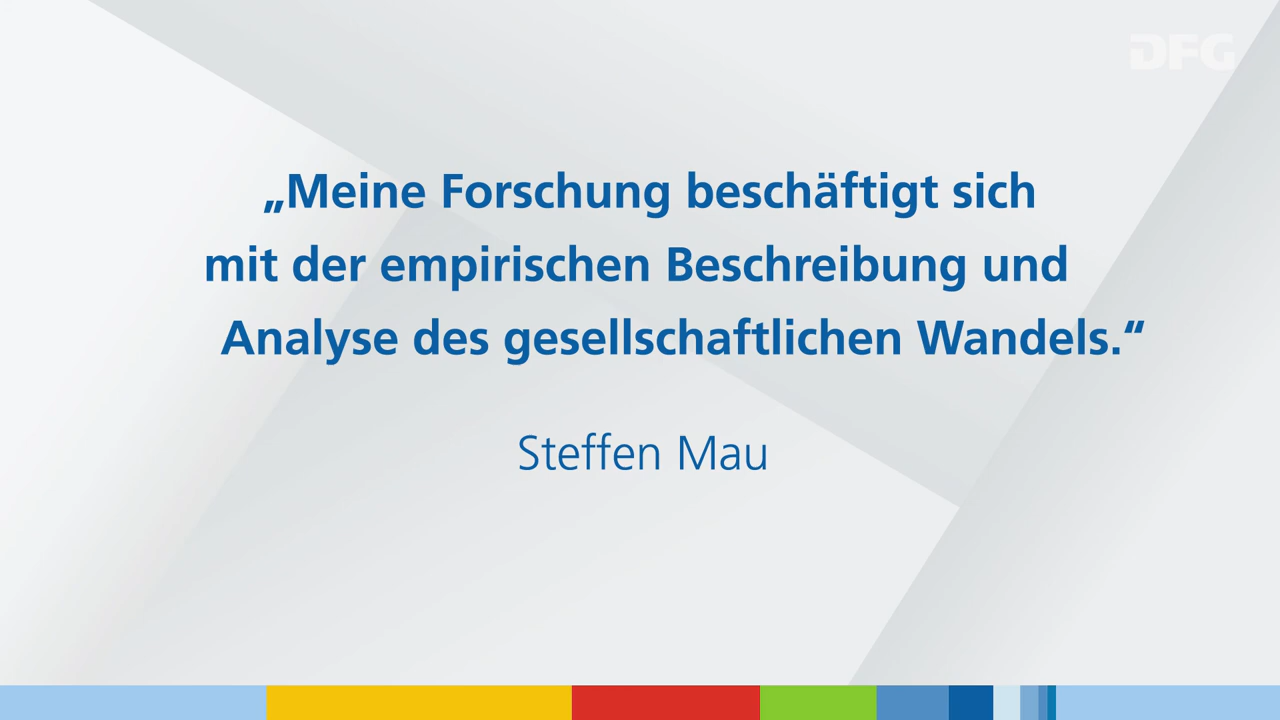 DFG
„Meine Forschung beschäftigt sich
mit der empirischen Beschreibung und
Analyse des gesellschaftlichen Wandels.“
Steffen Mau